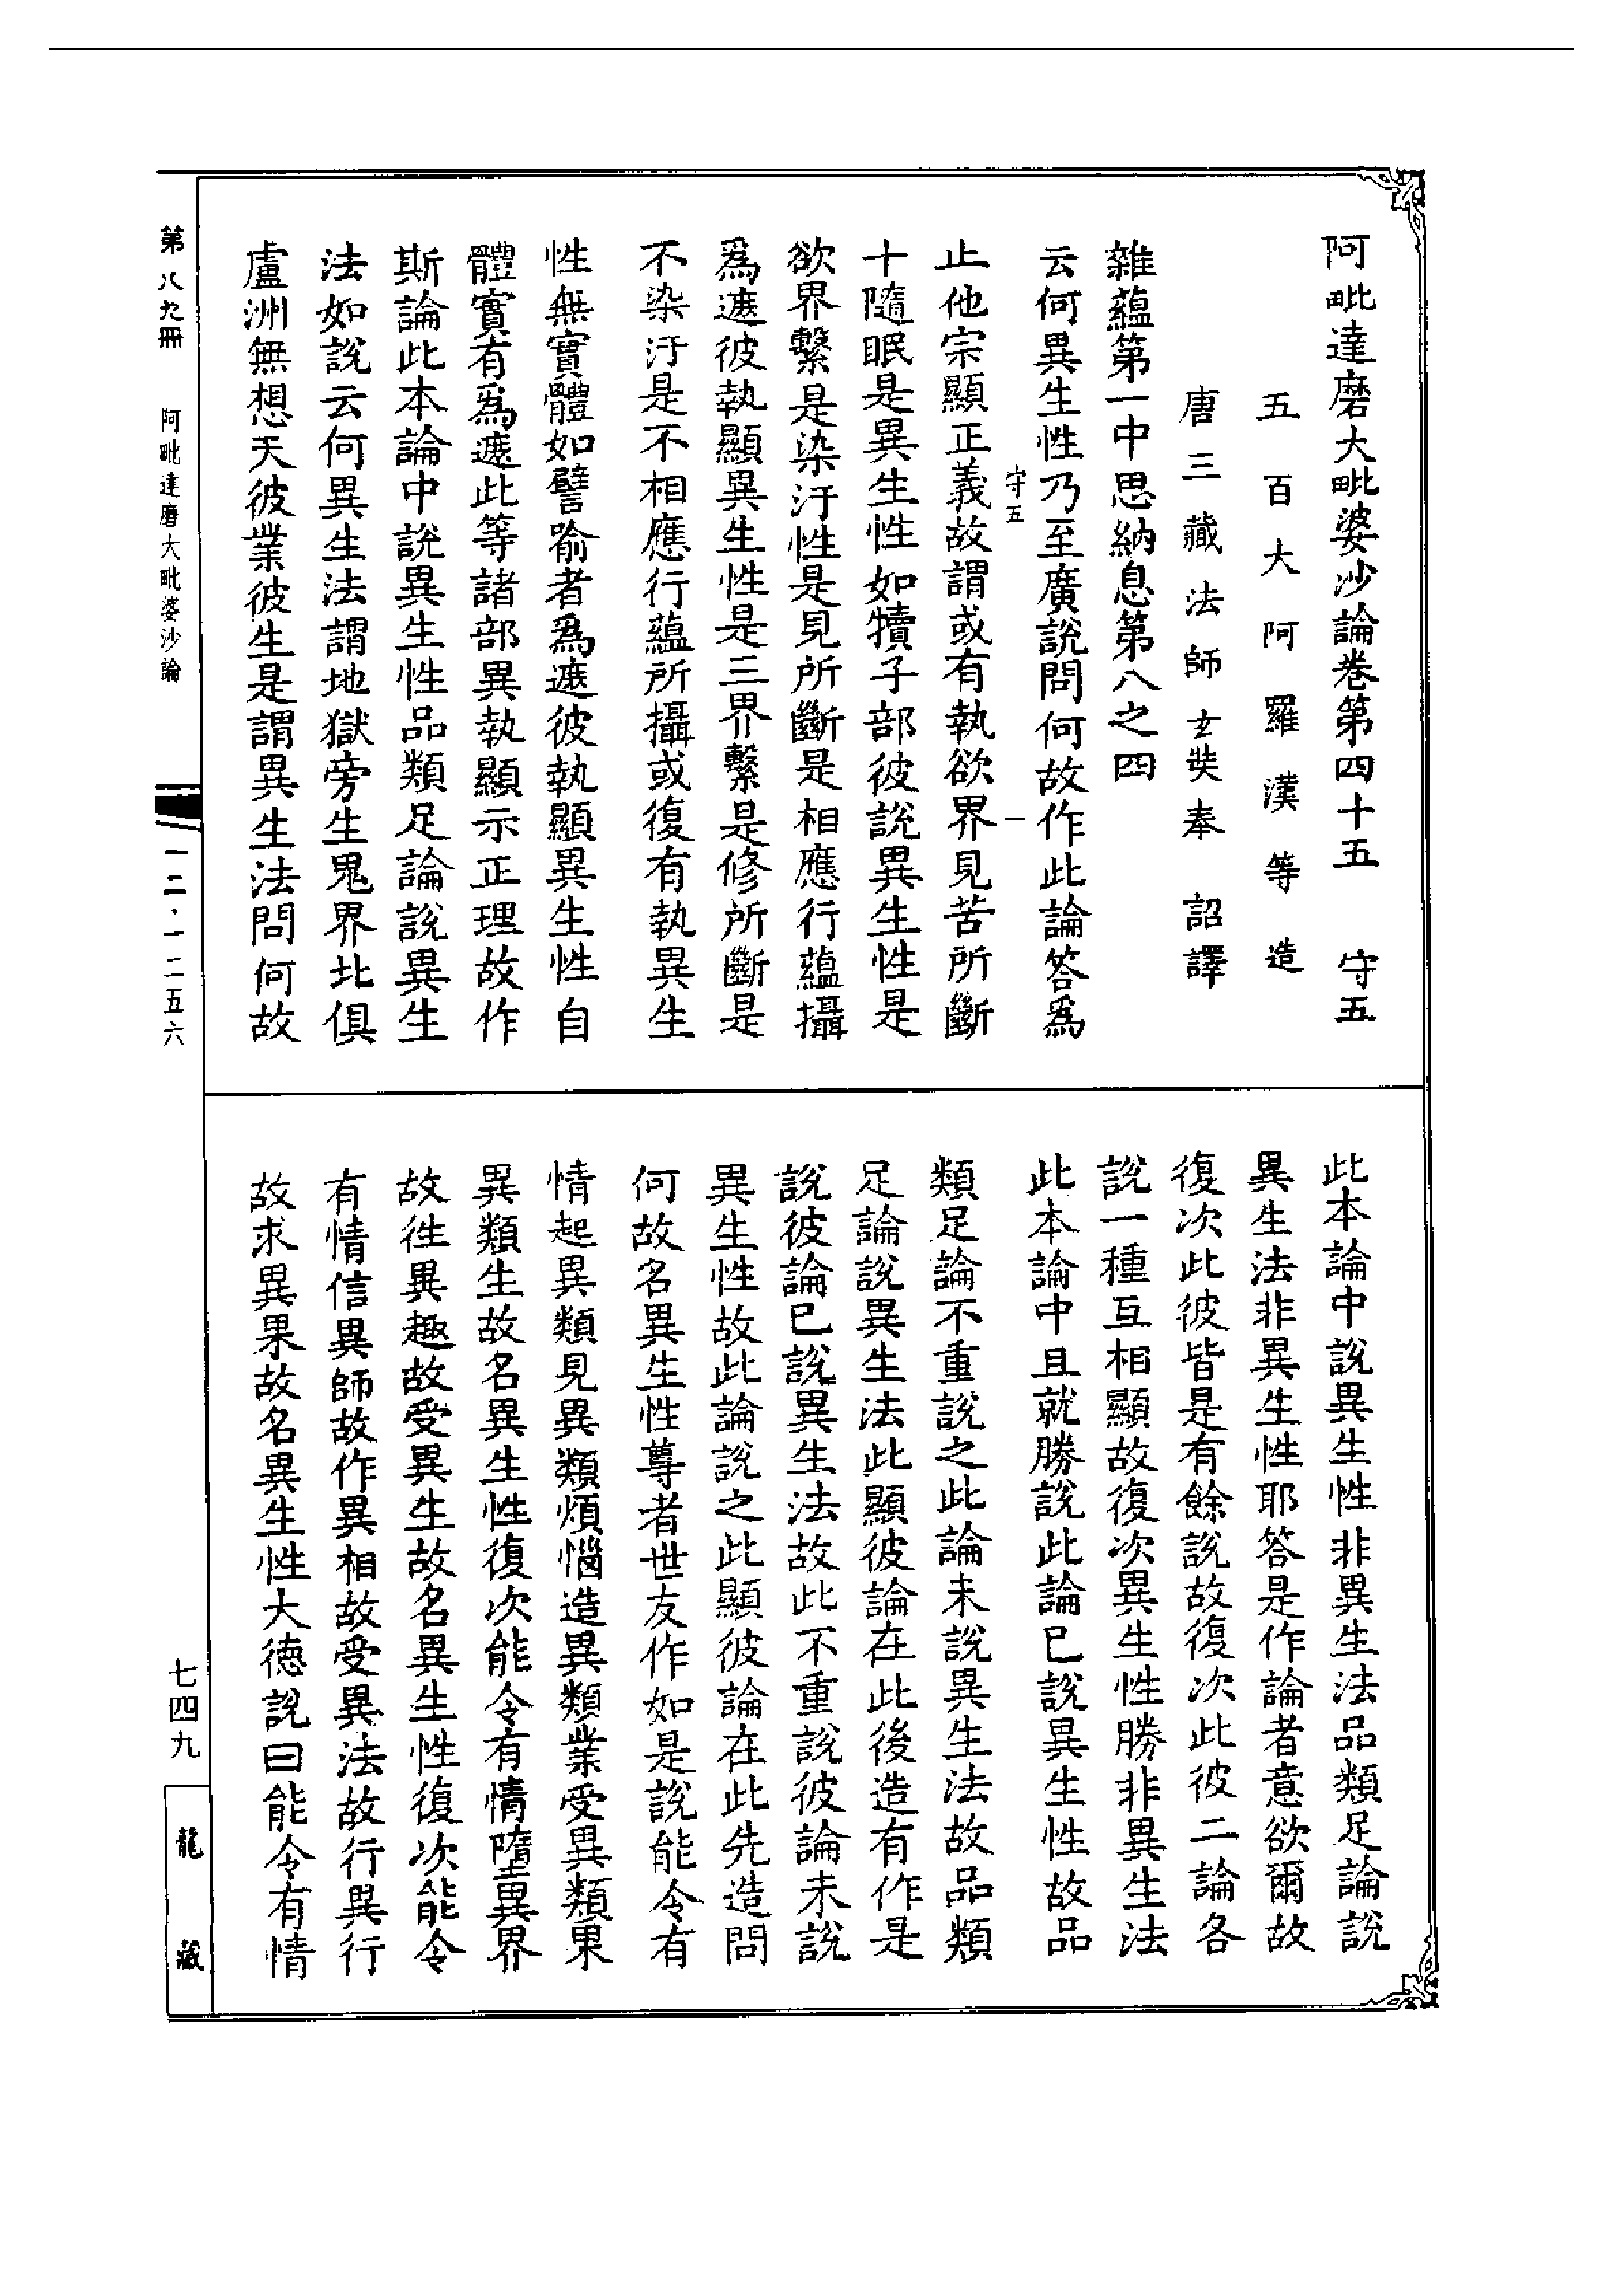 阿毗達磨大毗婆沙論卷第四十五　守五
五百大阿羅漢等造
唐三藏法師玄奘奉　詔譯
雜蘊第一中思納息第八之四
云何異生性乃至廣說問何故作此論答爲
守五　一
止他宗顯正義故謂或有執欲界見苦所斷
十隨眠是異生性如犢子部彼說異生性是
欲界繫是染汙性是見所斷是相應行蘊攝
爲遮彼執顯異生性是三界繫是修所斷是
不染汙是不相應行蘊所攝或復有執異生
性無實體如譬喻者爲遮彼執顯異生性自
體實有爲遮此等諸部異執顯示正理故作
斯論此本論中說異生性品類足論說異生
法如說云何異生法謂地獄旁生鬼界北俱
盧洲無想天彼業彼生是謂異生法問何故
此本論中說異生性非異生法品類足論說
異生法非異生性耶答是作論者意欲爾故
復次此彼皆是有餘說故復次此彼二論各
說一種互相顯故復次異生性勝非異生法
此本論中且就勝說此論已說異生性故品
類足論不重說之此論未說異生法故品類
足論說異生法此顯彼論在此後造有作是
說彼論已說異生法故此不重說彼論未說
異生性故此論說之此顯彼論在此先造問
何故名異生性尊者世友作如是說能令有
情起異類見異類煩惱造異類業受異類果
異類生故名異生性復次能令有情墮異界
故往異趣故受異生故名異生性復次能令
有情信異師故作異相故受異法故行異行
故求異果故名異生性大德說曰能令有情
第八九冊　阿毗達磨大毗婆沙論
一二·一二五六
七四九
龍藏